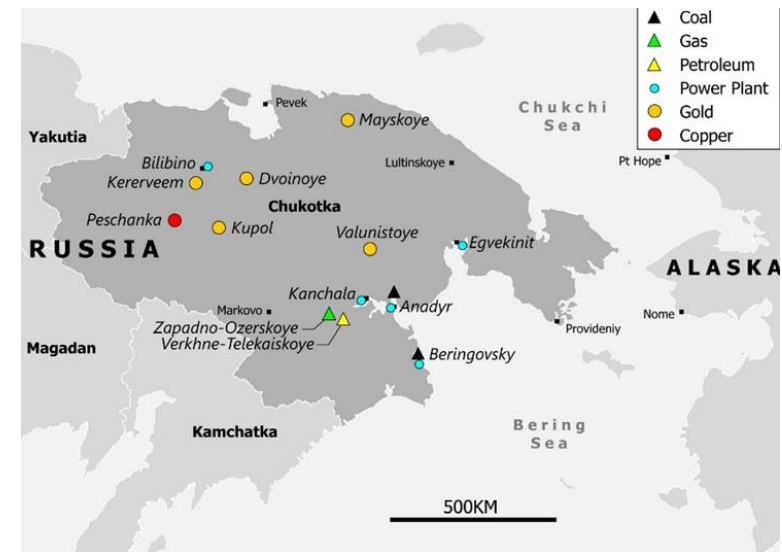 Coal
Gas
Petroleum
Power Plant
Gold
Copper
Pevek
Mayskoye
Chukchi
Sea
Yakutia
Bilibino
Kererveem
Dvoinoye
Lultinskoye
Pt Hope
Chukotka
Peschanka
Kupol
Valunistoye
Egvekinit
RUSSIA
ALASKA
Kanchala
Anadyr
Markovo
Zapadno-Ozerskoye
Verkhne-Telekaiskoye
Nome
Provideniy
Magadan
Beringovsky
Kamchatka
Bering
Sea
500KM